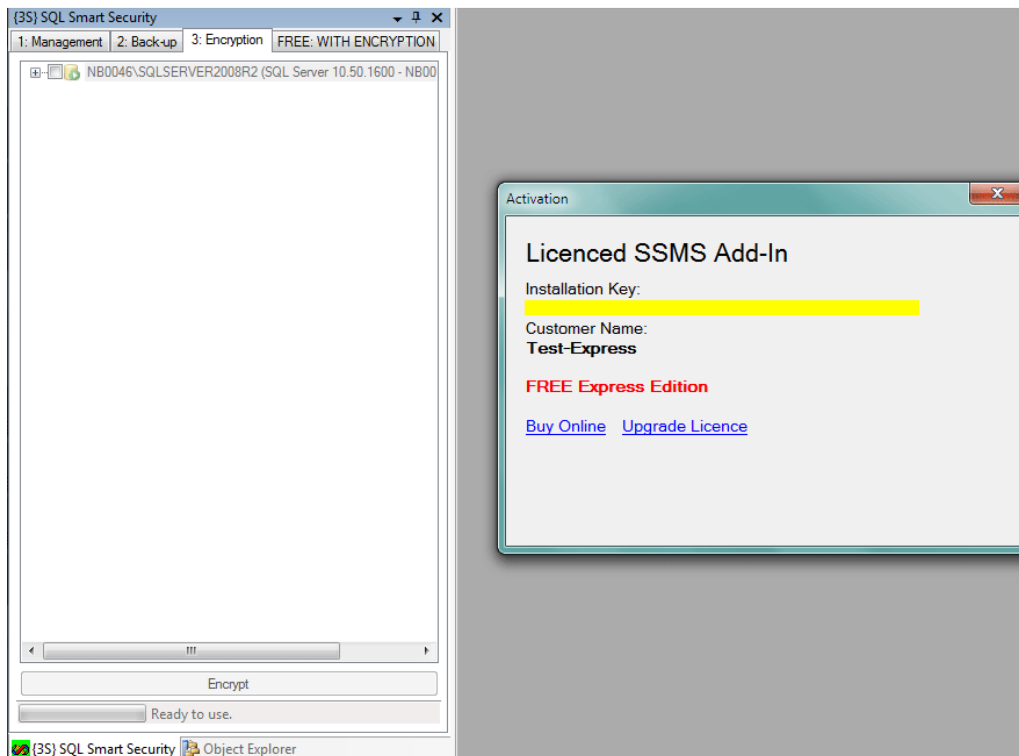 {3S} SQL Smart Security
1: Management 2: Back-up 3: Encryption FREE: WITH ENCRYPTION
NB0046\SQLSERVER2008R2 (SQL Server 10.50.1600 - NB00
Encrypt
Ready to use.
{3S} SQL Smart Security Object Explorer
Activation
Licenced SSMS Add-In
Installation Key:
Customer Name:
Test-Express
FREE Express Edition
Buy Online Upgrade Licence